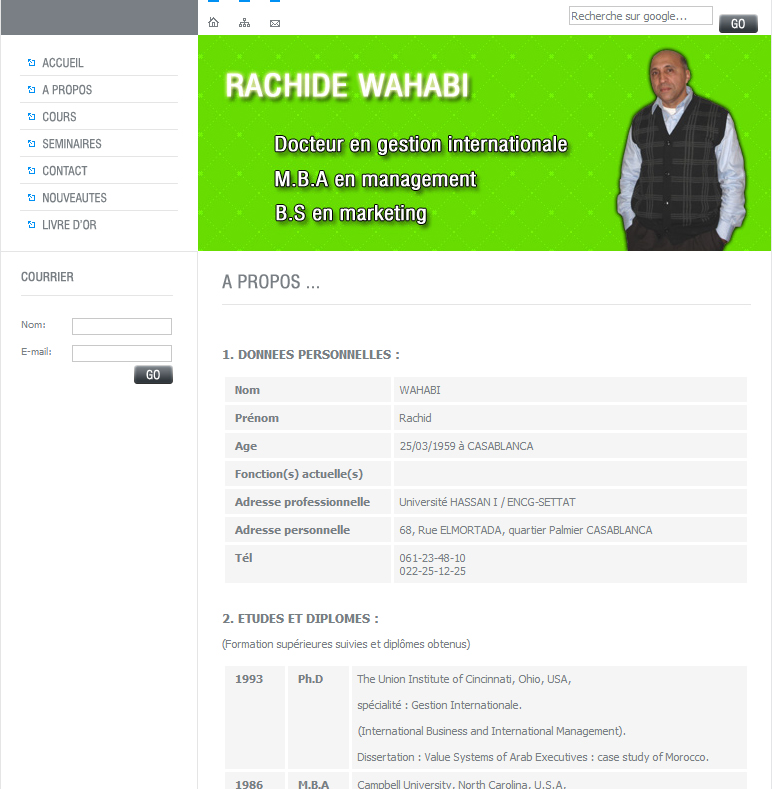 Recherche sur google...
GO
ACCUEIL
A PROPOS
COURS
SEMINAIRES
CONTACT
NOUVEAUTES
LIVRE D'OR
RACHIDE WAHABI
Docteur en gestion internationale
M.B.A en management
B.S en marketing
COURRIER
Nom:
E-mail:
GO
A PROPOS ...
1. DONNEES PERSONNELLES :
Nom WAHABI
Prénom Rachid
Age 25/03/1959 à CASABLANCA
Fonction(s) actuelle(s)
Adresse professionnelle Université HASSAN I / ENCG-SETTAT
Adresse personnelle 68, Rue ELMORTADA, quartier Palmier CASABLANCA
Tél 061-23-48-10
022-25-12-25
2. ETUDES ET DIPLOMES :
(Formation supérieures suivies et diplômes obtenus)
1993 Ph.D The Union Institute of Cincinnati, Ohio, USA,
spécialité : Gestion Internationale.
(International Business and International Management).
Dissertation : Value Systems of Arab Executives : case study of Morocco.
1986 M.B.A Campbell University, North Carolina, U.S.A.